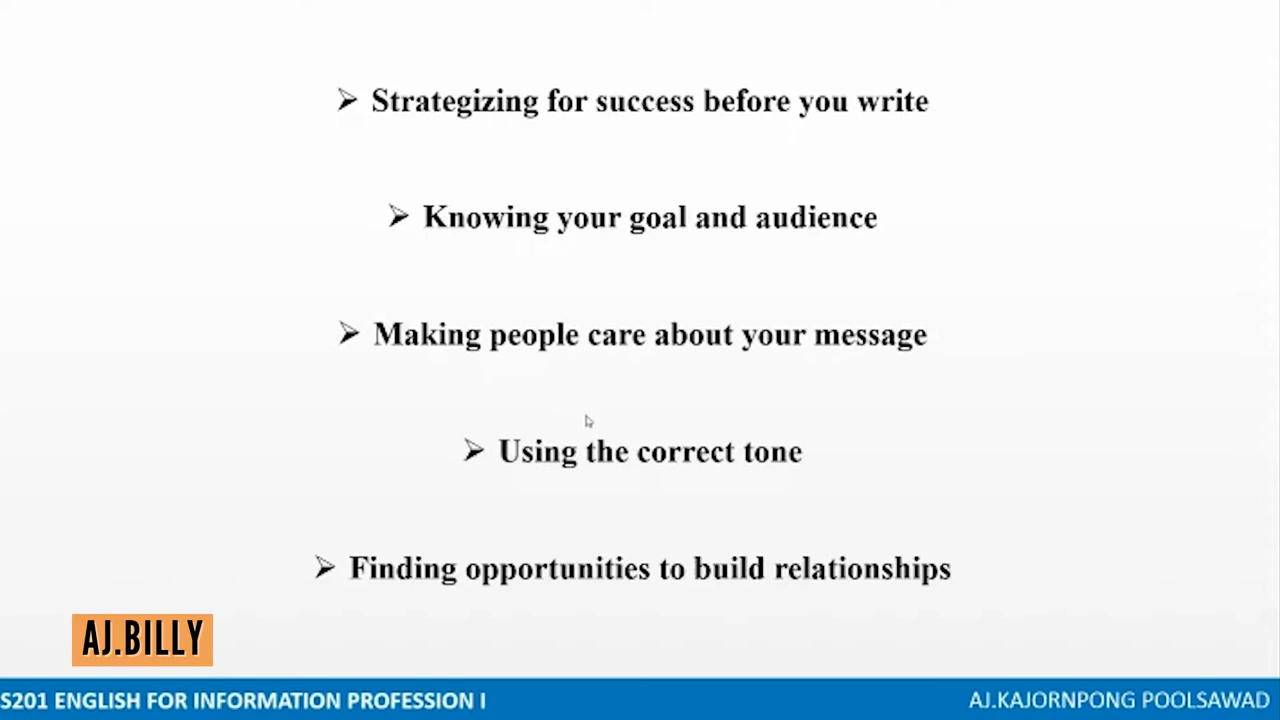 ➢ Strategizing for success before you write
➢ Knowing your goal and audience
➢ Making people care about your message
➢ Using the correct tone
➢ Finding opportunities to build relationships
AJ.BILLY
S201 ENGLISH FOR INFORMATION PROFESSION I
AJ.KAJORNPONG POOLSAWAD